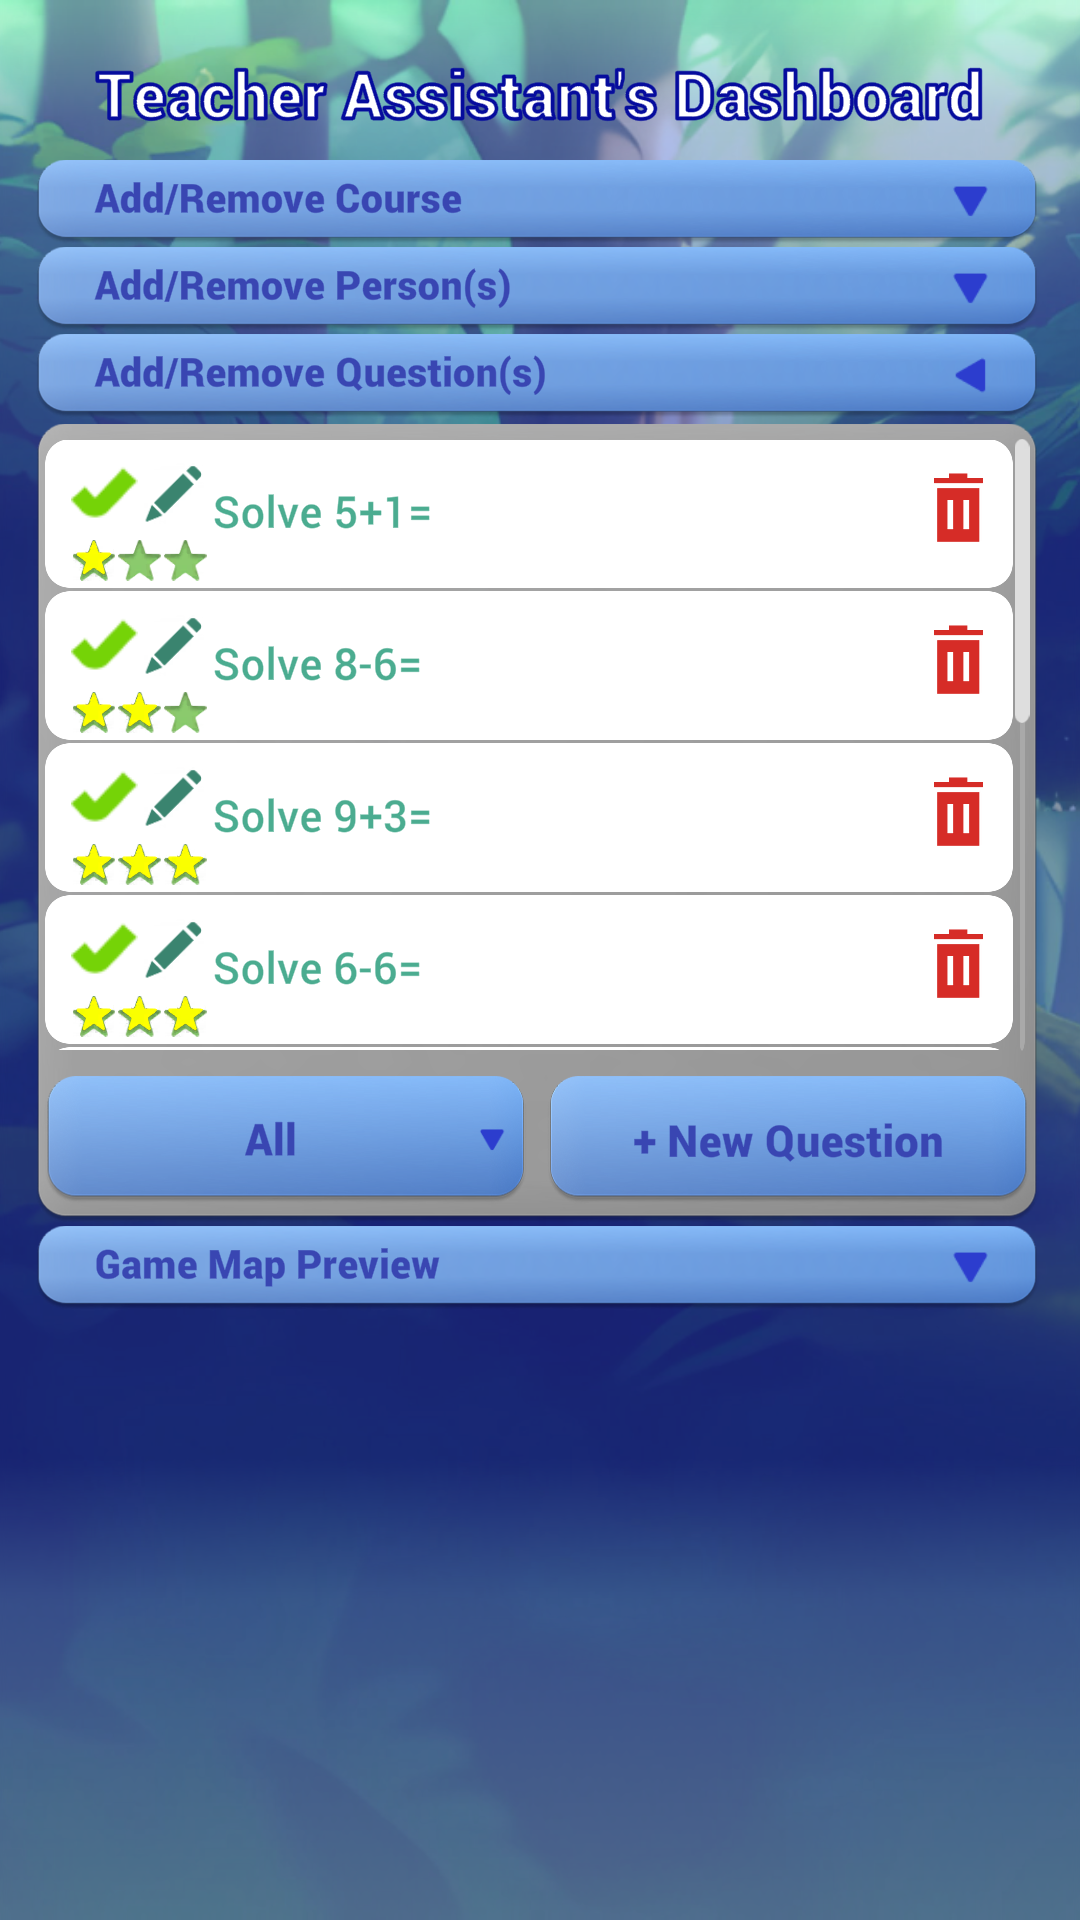 Teacher Assistant's Dashboard
Add/Remove Course
Add/Remove Person(s)
Add/Remove Question(s)
Solve 5+1=
Solve 8-6=
Solve 9+3=
Solve 6-6=
All
+ New Question
Game Map Preview